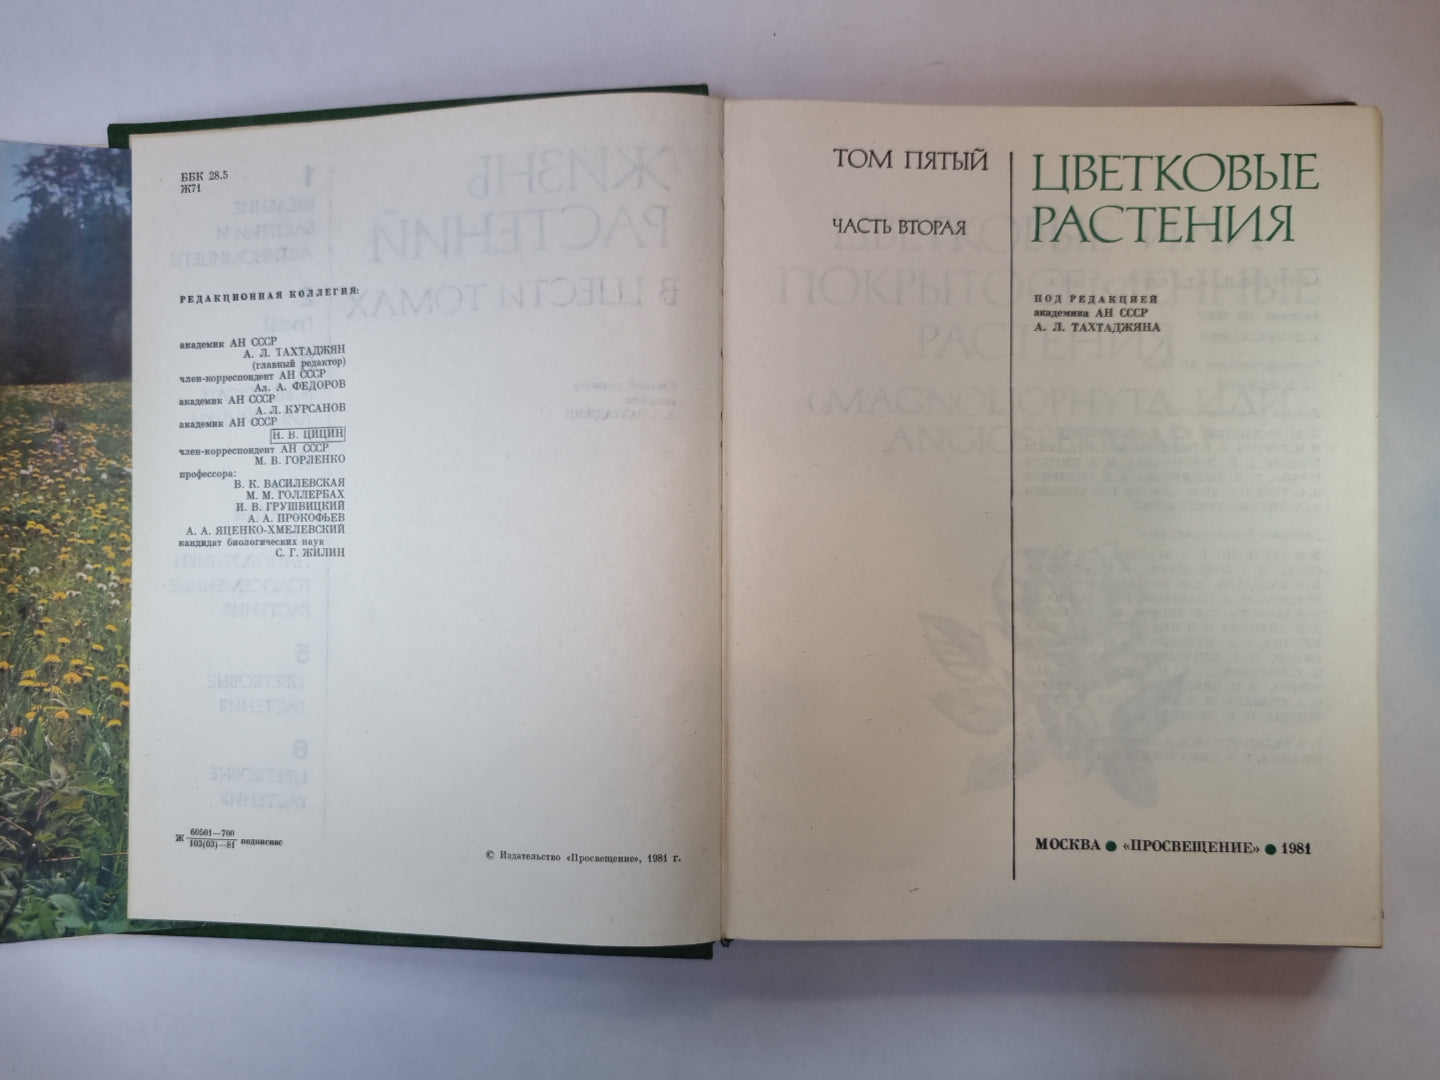 ББК 28.5
Ж71
РЕДАКЦИОННАЯ КОЛЛЕГИЯ:
академик АН СССР
А. Л. ТАХТАДЖЯН
(главный редактор)
член-корреспондент АН СССР
Ал. А. ФЕДОРОВ
академик АН СССР
А. Л. КУРСАНОВ
академик АН СССР
Н. В. ЦИЦИН
член-корреспондент АН СССР
М. В. ГОРЛЕНКО
профессора:
В. К. ВАСИЛЕВСКАЯ
М. М. ГОЛЛЕРБАХ
И. В. ГРУШВИЦКИЙ
А. А. ПРОКОФЬЕВ
А. А. ЯЦЕНКО-ХМЕЛЕВСКИЙ
кандидат биологических наук
С. Г. ЖИЛИН
Ж 60501—700
103(03)—81 подписное
© Издательство «Просвещение», 1981 г.
ТОМ ПЯТЫЙ
ЧАСТЬ ВТОРАЯ
ЦВЕТКОВЫЕ
РАСТЕНИЯ
ПОД РЕДАКЦИЕЙ
академика АН СССР
А. Л. ТАХТАДЖЯНА
МОСКВА ● «ПРОСВЕЩЕНИЕ» ● 1981